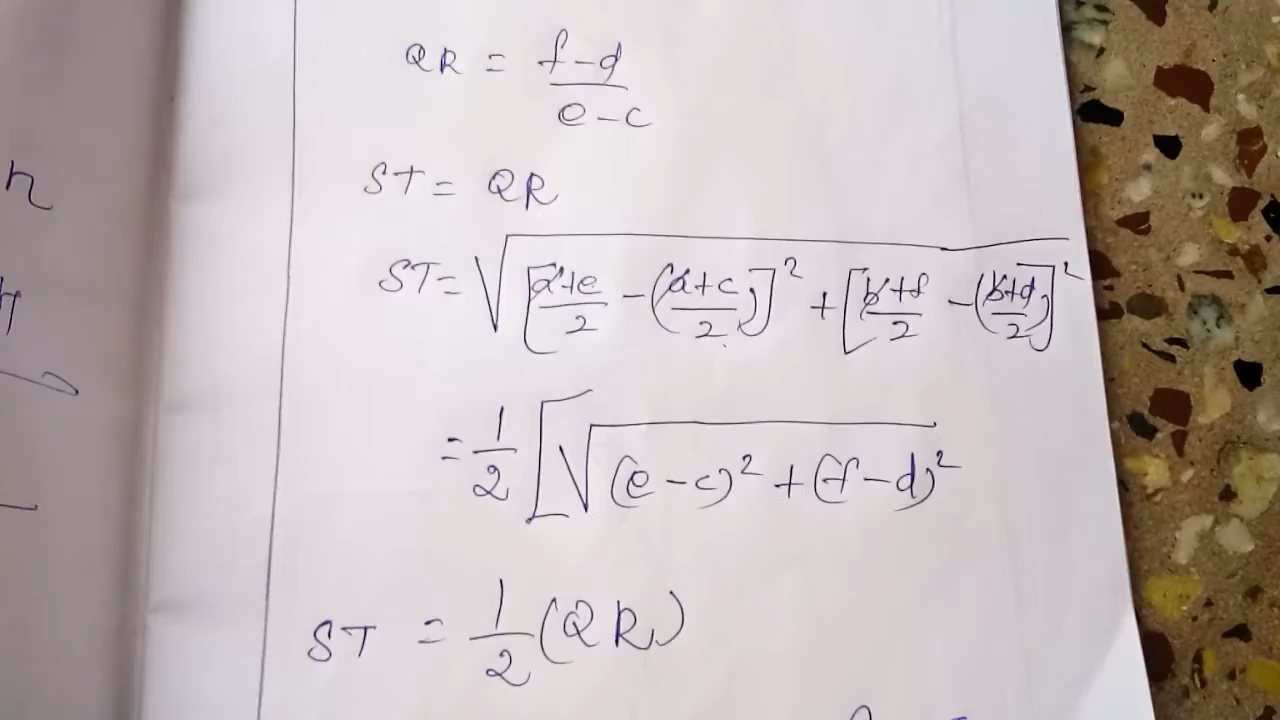 QR = f-d / e-c
n
ST = QR
ST = √[a+e/2 - (a+c/2)]² + [b+f/2 - (b+d/2)]²
= 1/2 [√(e-c)² + (f-d)²
ST = 1/2 (QR)